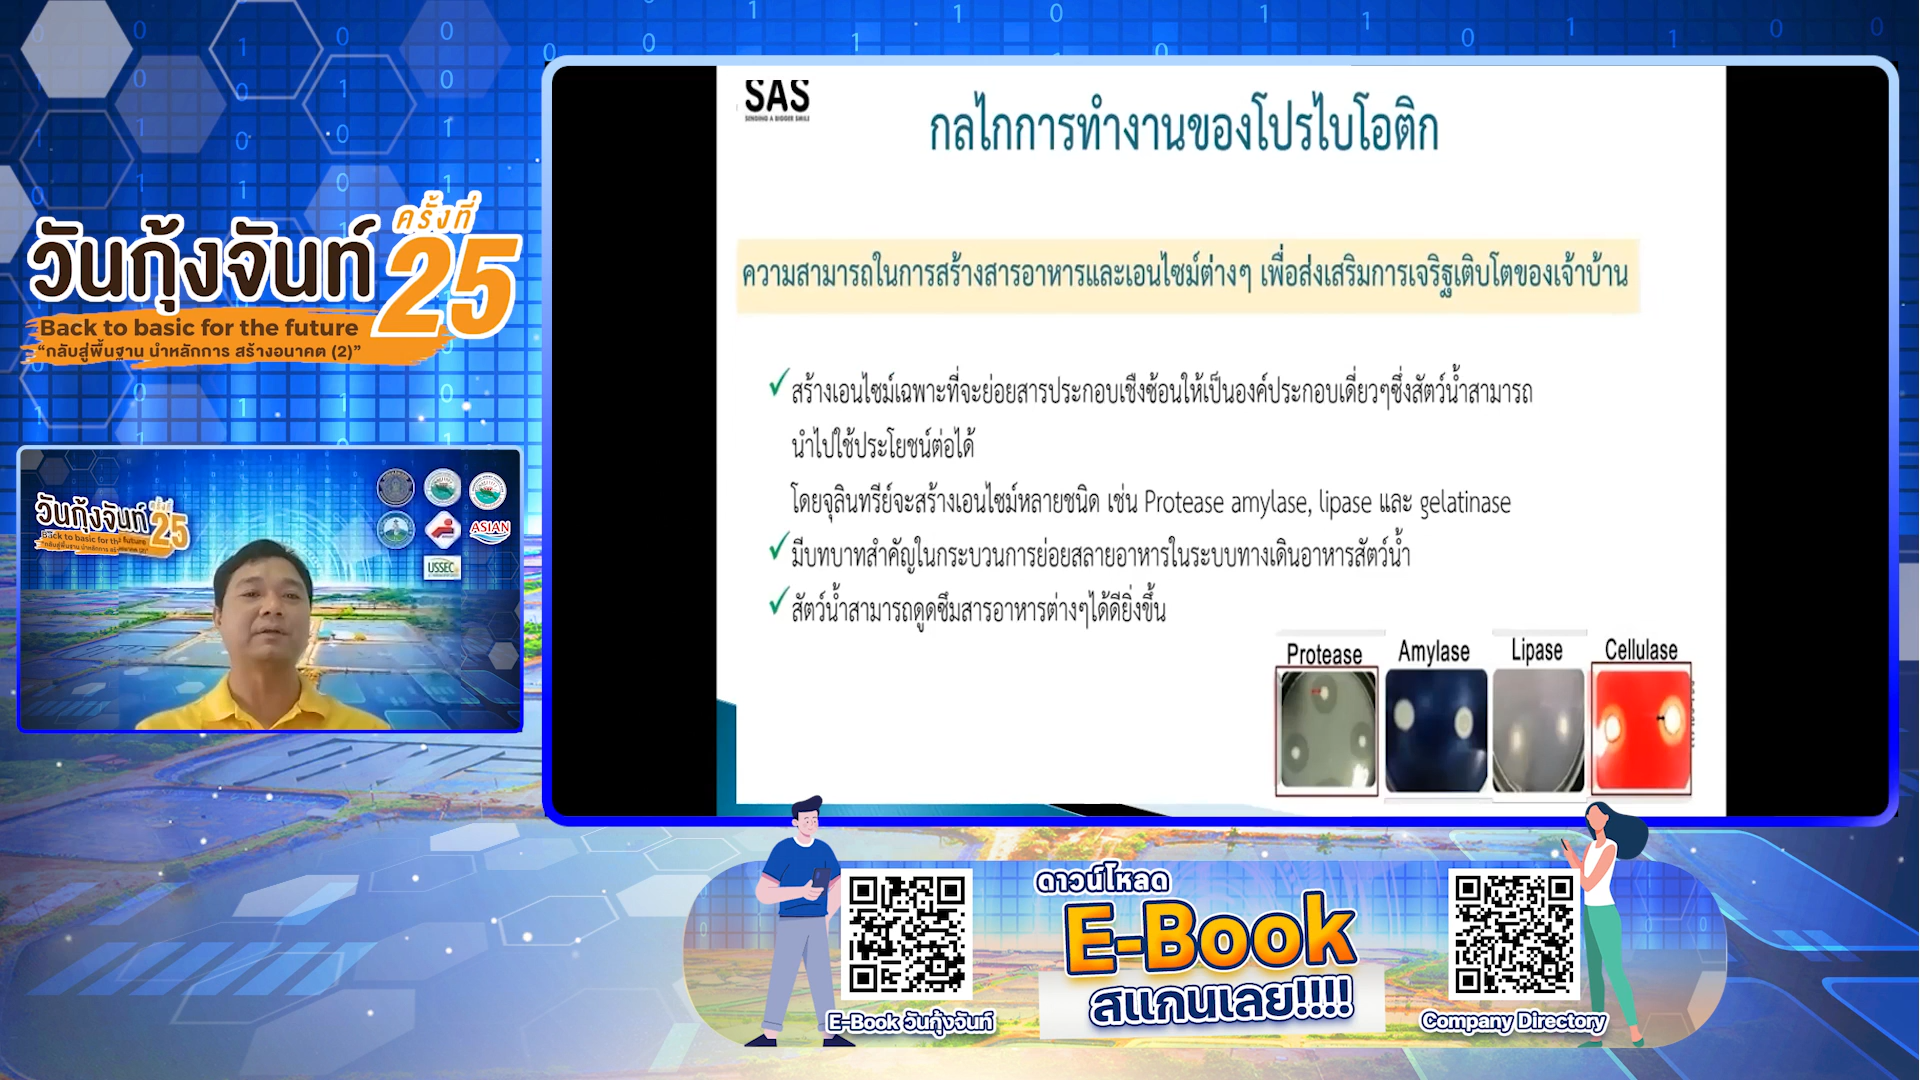 วันกุ้งจันท์
ครั้งที่
25
Back to basic for the future
“กลับสู่พื้นฐาน นำหลักการ สร้างอนาคต (2)”
วันกุ้งจันท์
ครั้งที่
25
Back to basic for the future
ASIAN
USSEC
SAS
SENDING A BIGGER SMILE
กลไกการทำงานของโปรไบโอติก
ความสามารถในการสร้างสารอาหารและเอนไซม์ต่างๆ เพื่อส่งเสริมการเจริฐเติบโตของเจ้าบ้าน
✓ สร้างเอนไซม์เฉพาะที่จะย่อยสารประกอบเชิงซ้อนให้เป็นองค์ประกอบเดี่ยวๆซึ่งสัตว์น้ำสามารถ
นำไปใช้ประโยชน์ต่อได้
โดยจุลินทรีย์จะสร้างเอนไซม์หลายชนิด เช่น Protease amylase, lipase และ gelatinase
✓ มีบทบาทสำคัญในกระบวนการย่อยสลายอาหารในระบบทางเดินอาหารสัตว์น้ำ
✓ สัตว์น้ำสามารถดูดซึมสารอาหารต่างๆได้ดียิ่งขึ้น
Protease Amylase Lipase Cellulase
ดาวน์โหลด
E-Book
สแกนเลย!!!!
E-Book วันกุ้งจันท์
Company Directory